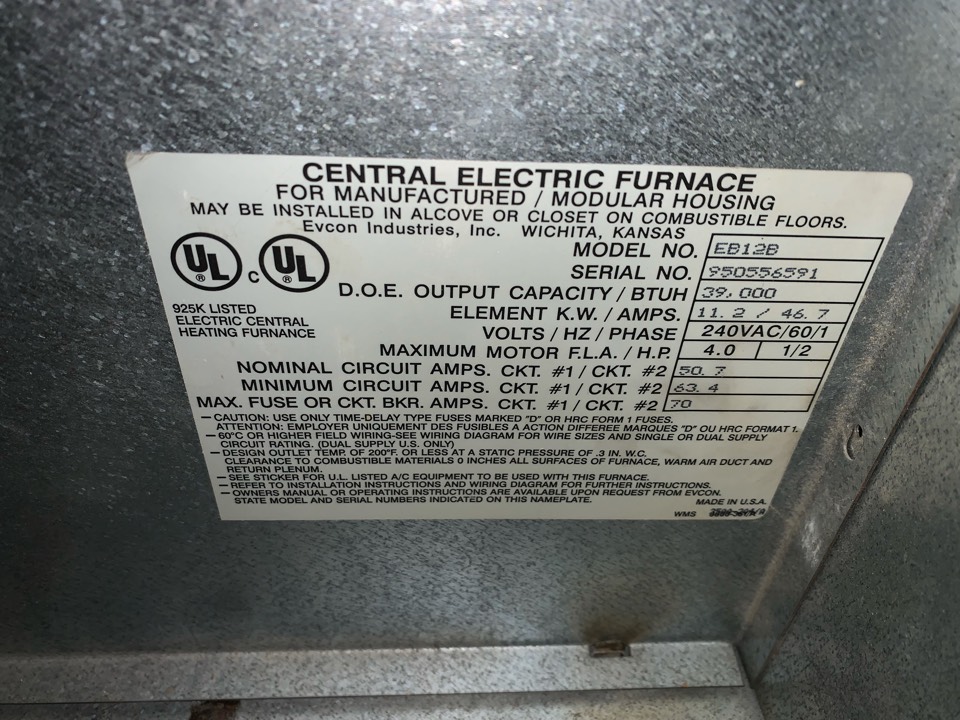 CENTRAL ELECTRIC FURNACE
FOR MANUFACTURED / MODULAR HOUSING
MAY BE INSTALLED IN ALCOVE OR CLOSET ON COMBUSTIBLE FLOORS.
Evcon Industries, Inc. WICHITA, KANSAS
UL ® C UL ®
925K LISTED
ELECTRIC CENTRAL
HEATING FURNANCE
MODEL NO. EB12B
SERIAL NO. 950556591
D.O.E. OUTPUT CAPACITY / BTUH 39,000
ELEMENT K.W. / AMPS. 11.2 / 46.7
VOLTS / HZ / PHASE 240VAC/60/1
MAXIMUM MOTOR F.L.A. / H.P. 4.0 1/2
NOMINAL CIRCUIT AMPS. CKT. #1 / CKT. #2 50.7
MINIMUM CIRCUIT AMPS. CKT. #1 / CKT. #2 63.4
MAX. FUSE OR CKT. BKR. AMPS. CKT. #1 / CKT. #2 70
– CAUTION: USE ONLY TIME-DELAY TYPE FUSES MARKED "D" OR HRC FORM 1 FUSES.
ATTENTION: EMPLOYER UNIQUEMENT DES FUSIBLES A ACTION DIFFEREE MARQUES "D" OU HRC FORMAT 1.
– 60°C OR HIGHER FIELD WIRING-SEE WIRING DIAGRAM FOR WIRE SIZES AND SINGLE OR DUAL SUPPLY
CIRCUIT RATING. (DUAL SUPPLY U.S. ONLY)
– DESIGN OUTLET TEMP. OF 200°F. OR LESS AT A STATIC PRESSURE OF .3 IN. W.C.
CLEARANCE TO COMBUSTIBLE MATERIALS 0 INCHES ALL SURFACES OF FURNACE, WARM AIR DUCT AND
RETURN PLENUM.
– SEE STICKER FOR U.L. LISTED A/C EQUIPMENT TO BE USED WITH THIS FURNACE.
– REFER TO INSTALLATION INSTRUCTIONS AND WIRING DIAGRAM FOR FURTHER INSTRUCTIONS.
– OWNERS MANUAL OR OPERATING INSTRUCTIONS ARE AVAILABLE UPON REQUEST FROM EVCON.
STATE MODEL AND SERIAL NUMBERS INDICATED ON THIS NAMEPLATE.
MADE IN U.S.A.
WMS